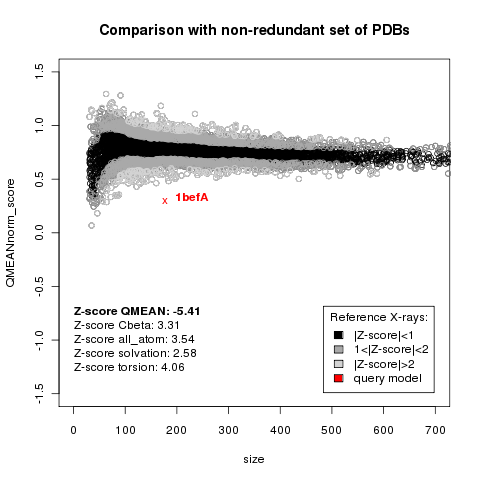 Comparison with non-redundant set of PDBs
QMEANnorm_score
1.5
1.0
0.5
0.0
-0.5
-1.0
-1.5
1befA
Z-score QMEAN: -5.41
Z-score Cbeta: 3.31
Z-score all_atom: 3.54
Z-score solvation: 2.58
Z-score torsion: 4.06
Reference X-rays:
|Z-score|<1
1<|Z-score|<2
|Z-score|>2
query model
0 100 200 300 400 500 600 700
size